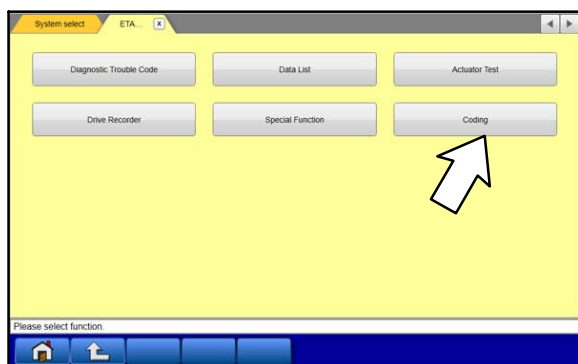 System select
ETA...
x
Diagnostic Trouble Code
Data List
Actuator Test
Drive Recorder
Special Function
Coding
Please select function.